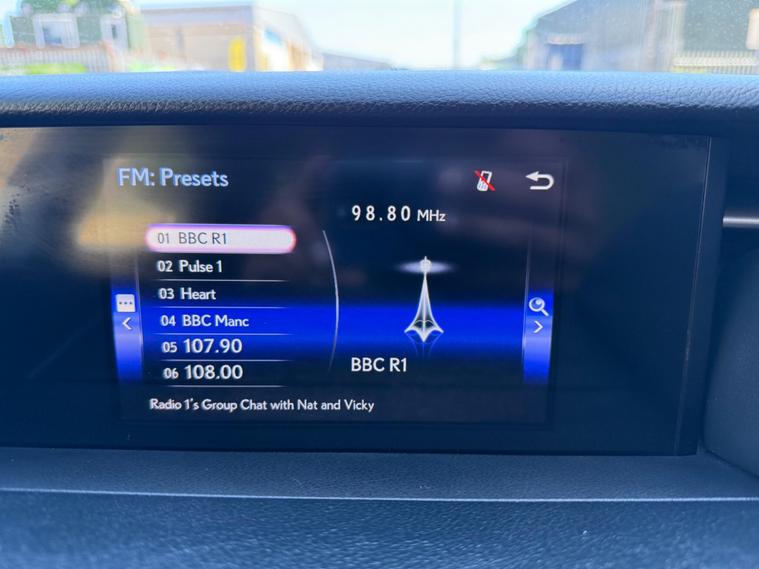 FM: Presets
98.80 MHz
01 BBC R1
02 Pulse 1
03 Heart
04 BBC Manc
05 107.90
06 108.00
BBC R1
Radio 1's Group Chat with Nat and Vicky